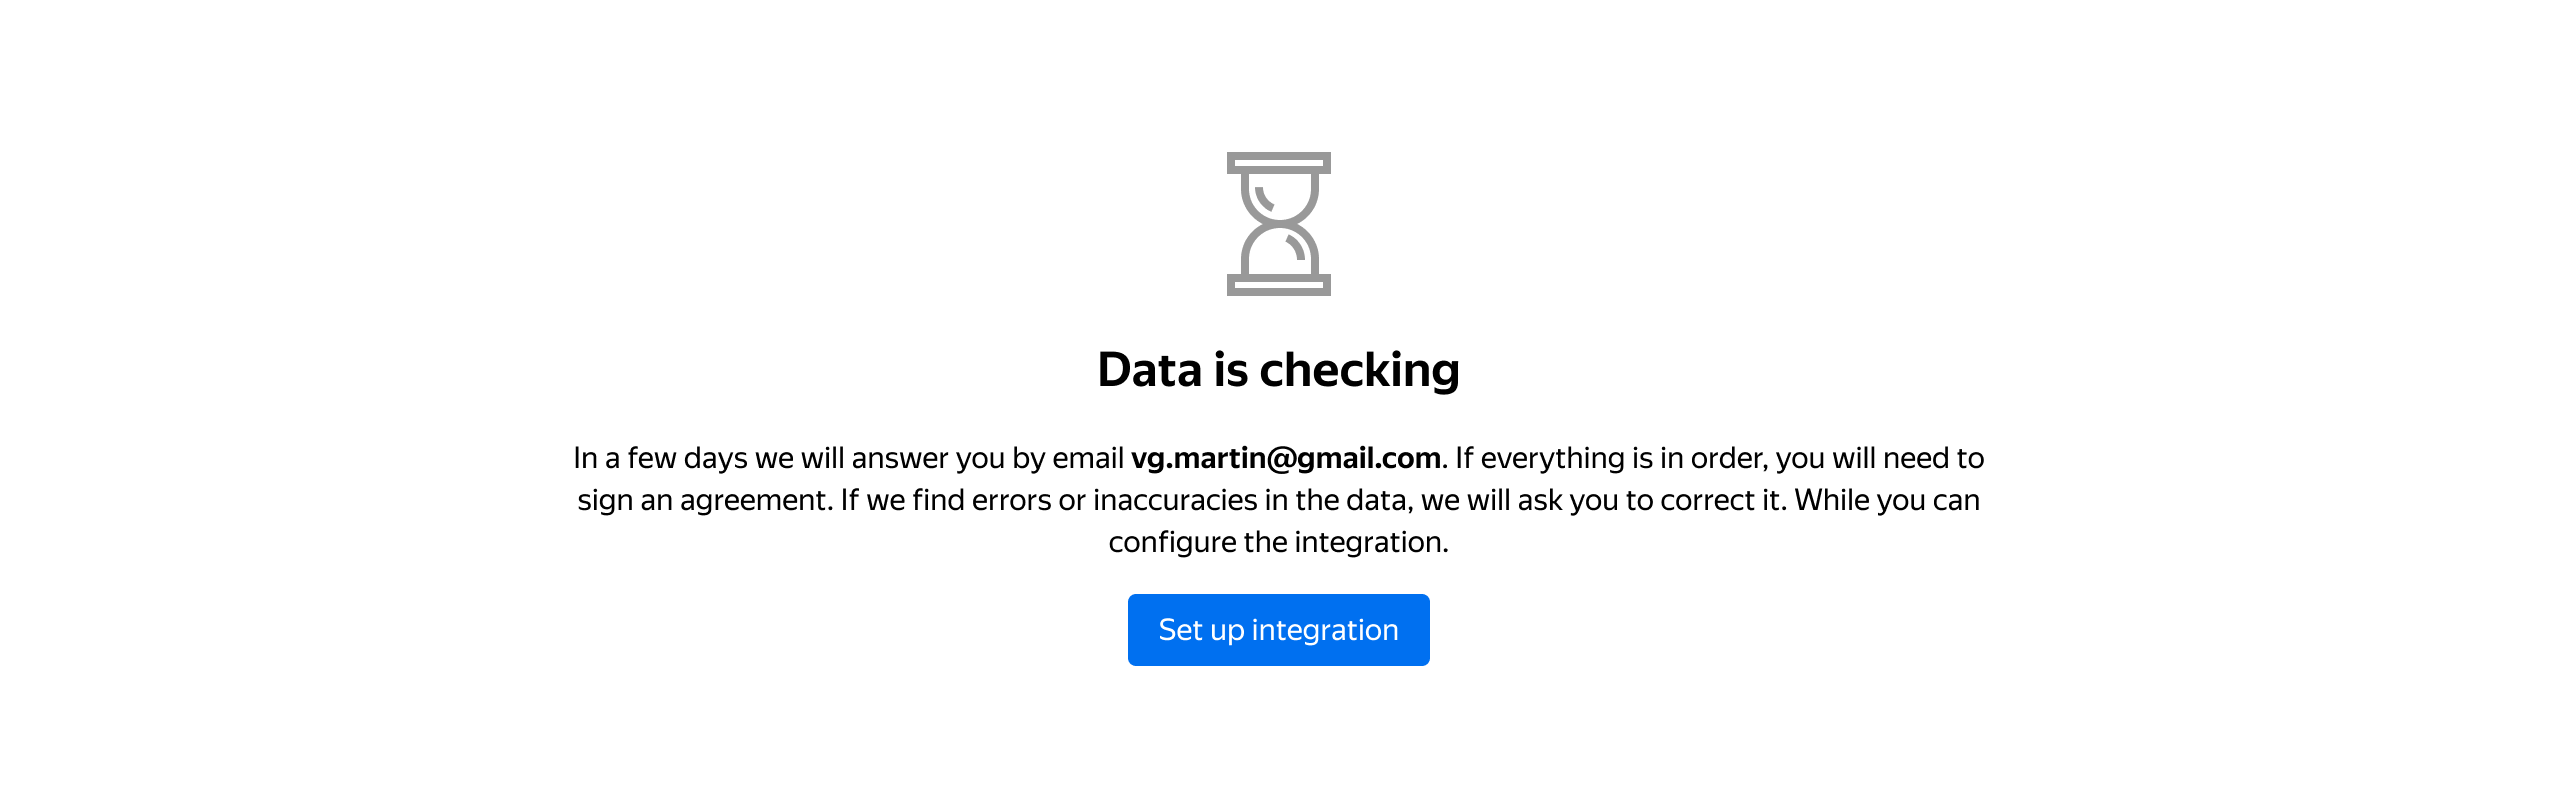 Data is checking
In a few days we will answer you by email vg.martin@gmail.com. If everything is in order, you will need to
sign an agreement. If we find errors or inaccuracies in the data, we will ask you to correct it. While you can
configure the integration.
Set up integration